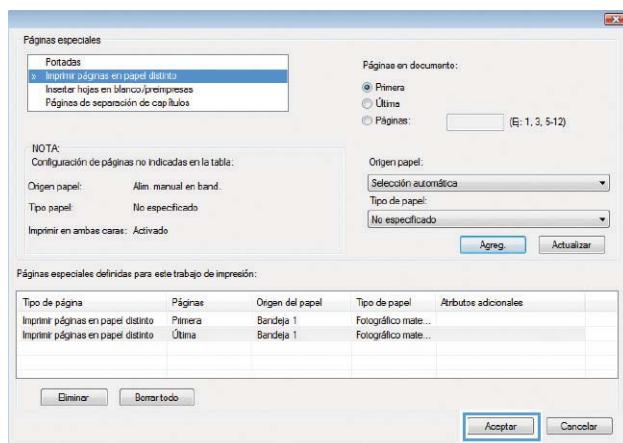 Páginas especiales
Portadas
» Imprimir páginas en papel distinto
Insertar hojas en blanco/preimpresas
Páginas de separación de capítulos
Páginas en documento:
Primera
Última
Páginas:
(Ej: 1, 3, 5-12)
NOTA:
Configuración de páginas no indicadas en la tabla:
Origen papel: Alim. manual en band.
Tipo papel: No especificado
Imprimir en ambas caras: Activado
Origen papel:
Selección automática
Tipo de papel:
No especificado
Agreg. Actualizar
Páginas especiales definidas para este trabajo de impresión:
Tipo de página Páginas Origen del papel Tipo de papel Atributos adicionales
Imprimir páginas en papel distinto Primera Bandeja 1 Fotográfico mate...
Imprimir páginas en papel distinto Última Bandeja 1 Fotográfico mate...
Eliminar Borrar todo
Aceptar Cancelar